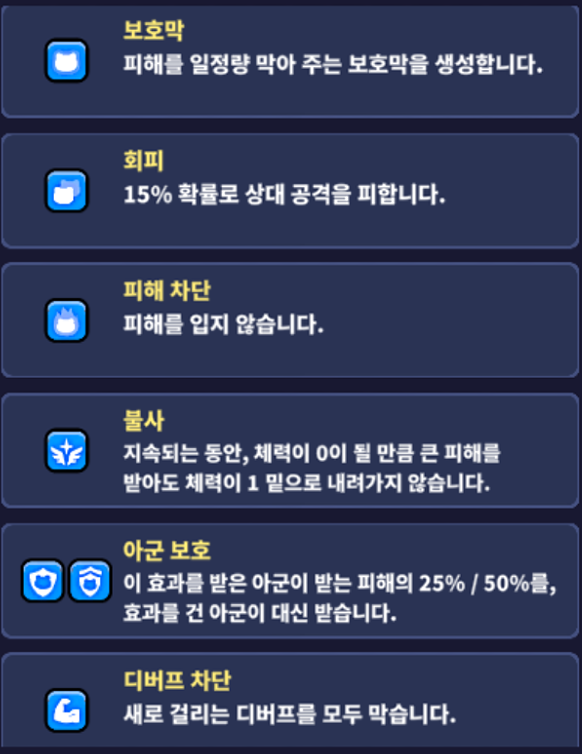 보호막
피해를 일정량 막아 주는 보호막을 생성합니다.
회피
15% 확률로 상대 공격을 피합니다.
피해 차단
피해를 입지 않습니다.
불사
지속되는 동안, 체력이 0이 될 만큼 큰 피해를
받아도 체력이 1 밑으로 내려가지 않습니다.
아군 보호
이 효과를 받은 아군이 받는 피해의 25% / 50%를,
효과를 건 아군이 대신 받습니다.
디버프 차단
새로 걸리는 디버프를 모두 막습니다.